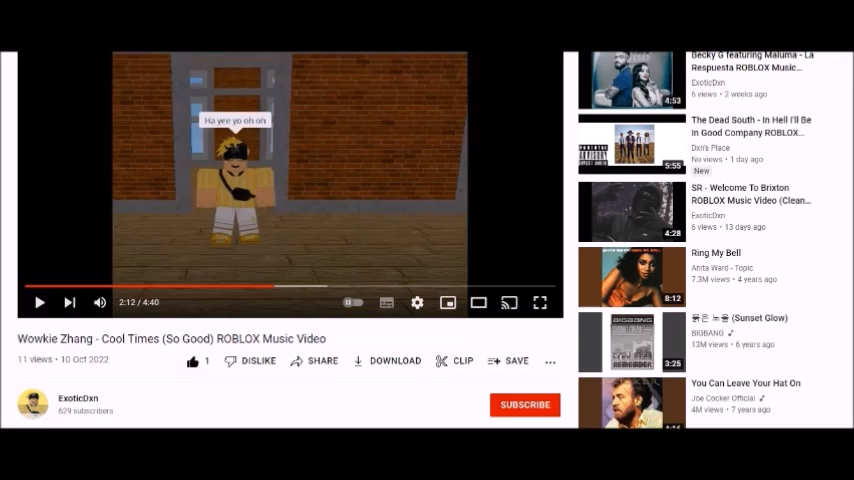 Ha yee yo oh oh
2:12 / 4:40
Wowkie Zhang - Cool Times (So Good) ROBLOX Music Video
11 views • 10 Oct 2022
1
DISLIKE
SHARE
DOWNLOAD
CLIP
SAVE
ExoticDxn
629 subscribers
SUBSCRIBE
Becky G featuring Maluma - La
Respuesta ROBLOX Music...
ExoticDxn
6 views • 2 weeks ago
4:53
The Dead South - In Hell I'll Be
In Good Company ROBLOX...
Dxn's Place
No views • 1 day ago
New
5:55
SR - Welcome To Brixton
ROBLOX Music Video (Clean...
ExoticDxn
6 views • 13 days ago
4:28
Ring My Bell
Anita Ward - Topic
7.3M views • 4 years ago
8:12
붉은 노을 (Sunset Glow)
BIGBANG
13M views • 6 years ago
BIGBANG
REMEMBER
3:25
You Can Leave Your Hat On
Joe Cocker Official
4M views • 7 years ago